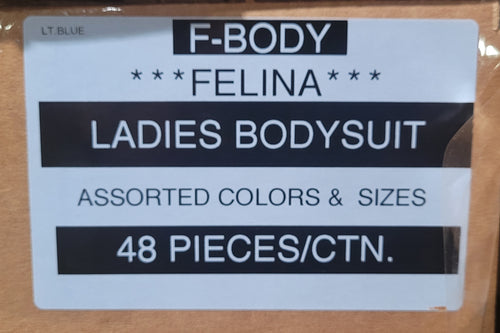 LT.BLUE
F-BODY
***FELINA***
LADIES BODYSUIT
ASSORTED COLORS & SIZES
48 PIECES/CTN.